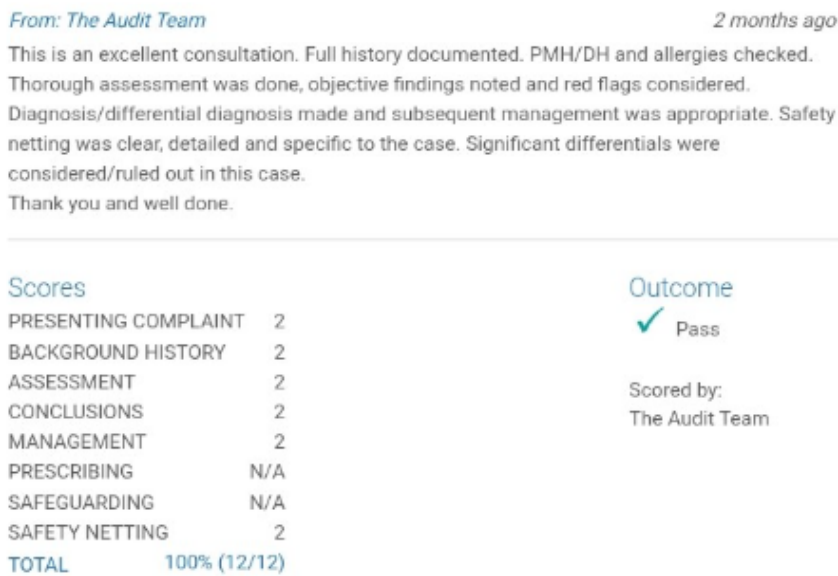 From: The Audit Team 2 months ago
This is an excellent consultation. Full history documented. PMH/DH and allergies checked.
Thorough assessment was done, objective findings noted and red flags considered.
Diagnosis/differential diagnosis made and subsequent management was appropriate. Safety
netting was clear, detailed and specific to the case. Significant differentials were
considered/ruled out in this case.
Thank you and well done.
Scores
PRESENTING COMPLAINT 2
BACKGROUND HISTORY 2
ASSESSMENT 2
CONCLUSIONS 2
MANAGEMENT 2
PRESCRIBING N/A
SAFEGUARDING N/A
SAFETY NETTING 2
TOTAL 100% (12/12)
Outcome
Pass
Scored by:
The Audit Team